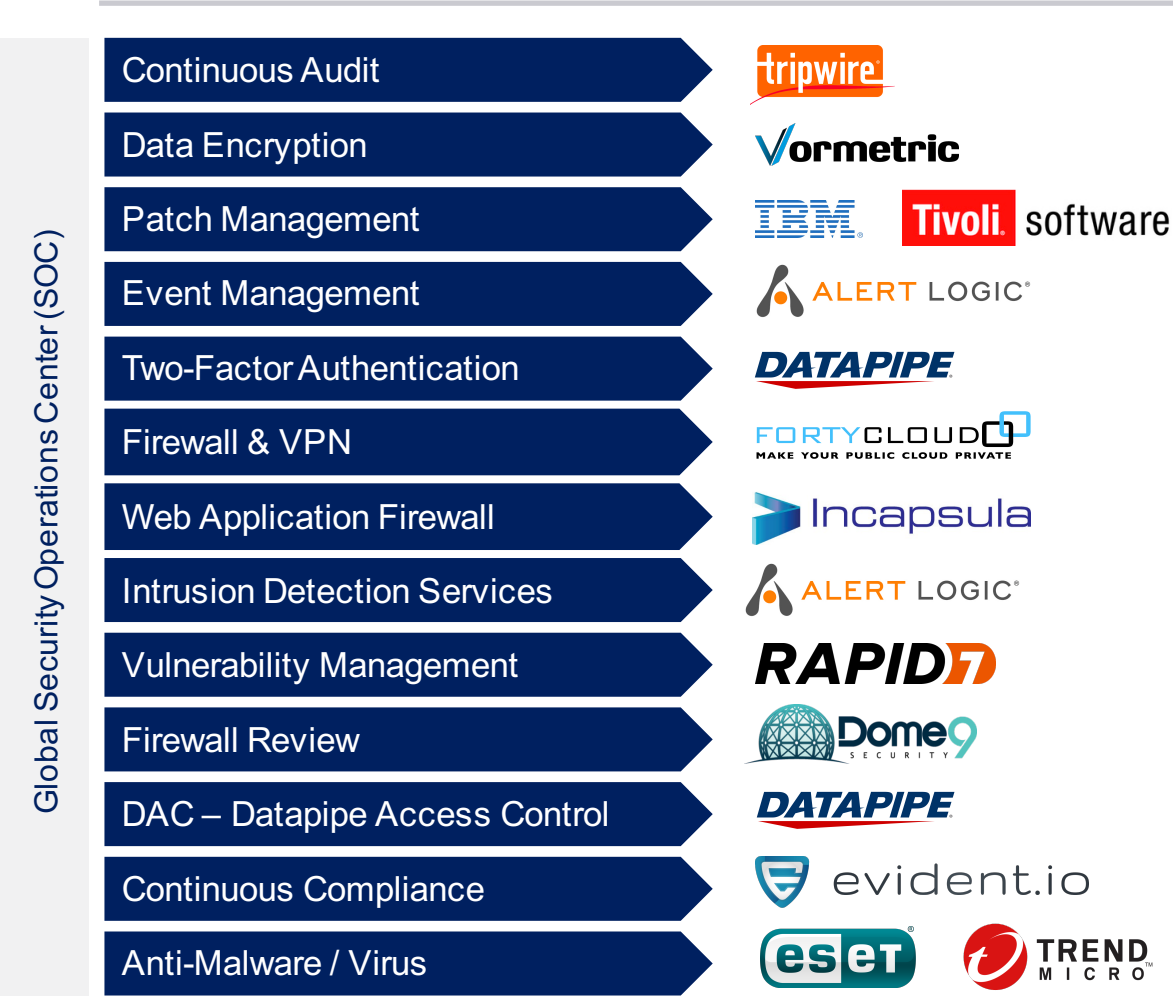 Global Security Operations Center (SOC)
Continuous Audit
tripwire®
Data Encryption
Vormetric
Patch Management
IBM®
Tivoli. software
Event Management
ALERT LOGIC®
Two-Factor Authentication
DATAPIPE
Firewall & VPN
FORTYCLOUD
MAKE YOUR PUBLIC CLOUD PRIVATE
Web Application Firewall
Incapsula
Intrusion Detection Services
ALERT LOGIC®
Vulnerability Management
RAPID7
Firewall Review
Dome9
SECURITY
DAC – Datapipe Access Control
DATAPIPE
Continuous Compliance
evident.io
Anti-Malware / Virus
eseT®
TREND
MICRO™